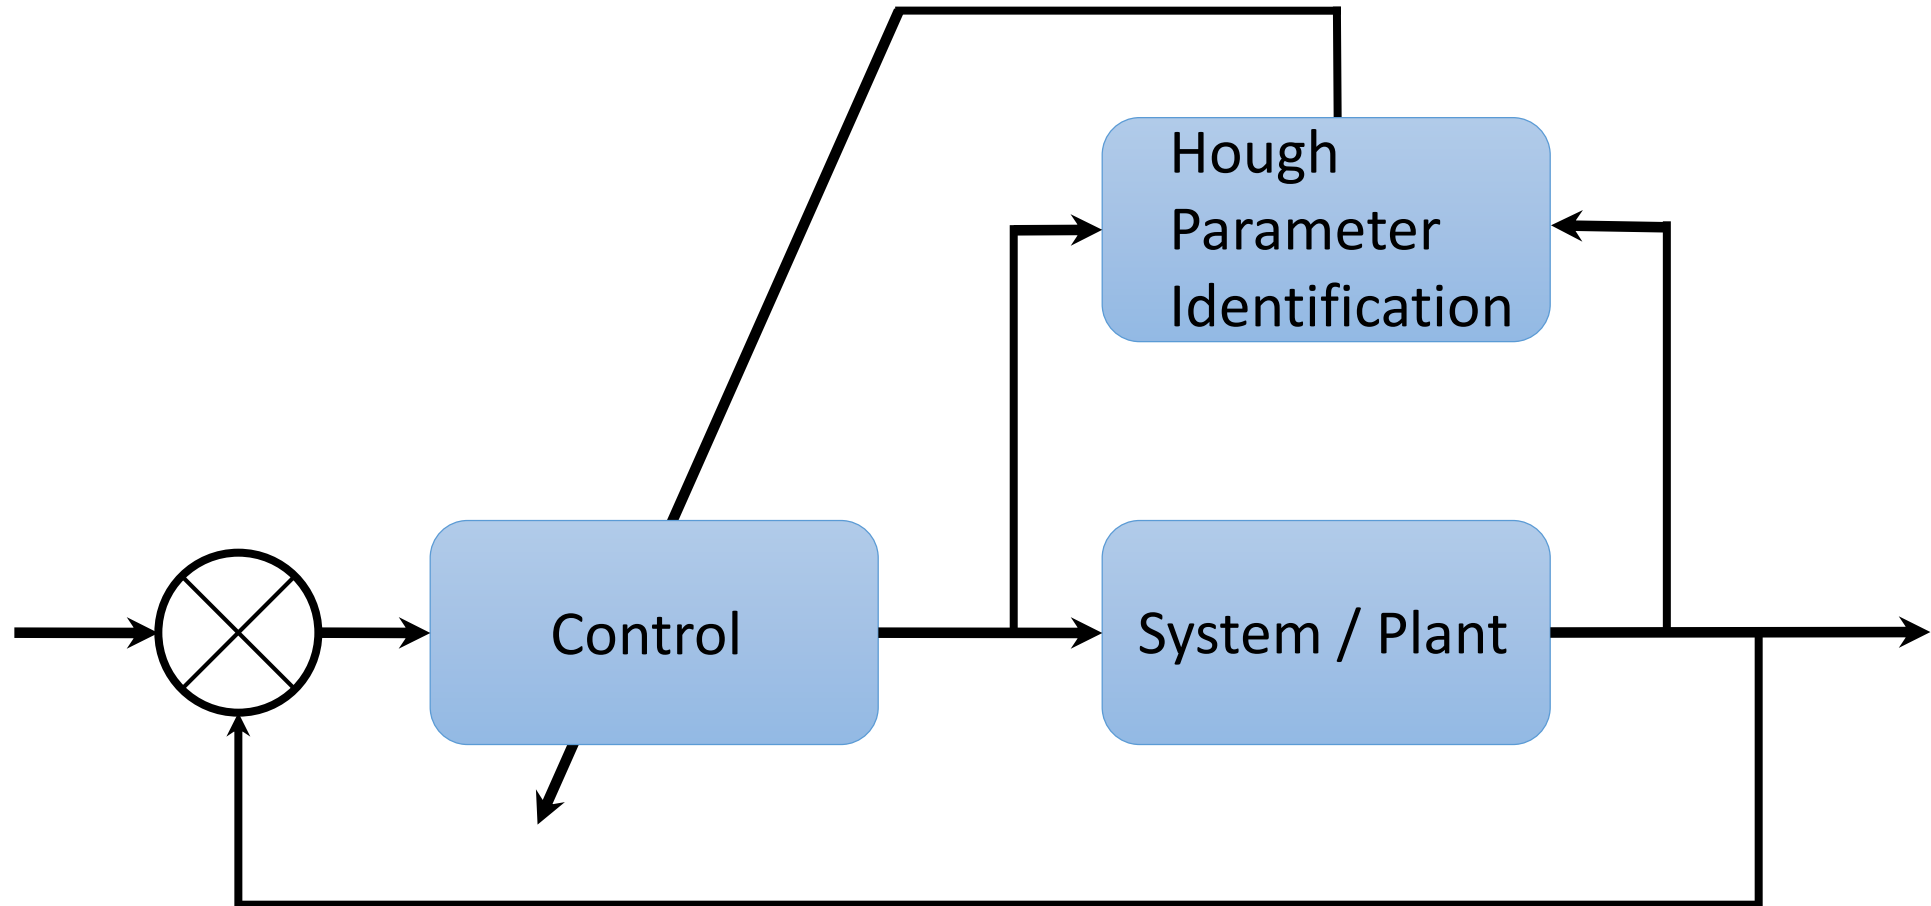 Hough
Parameter
Identification
Control
System / Plant